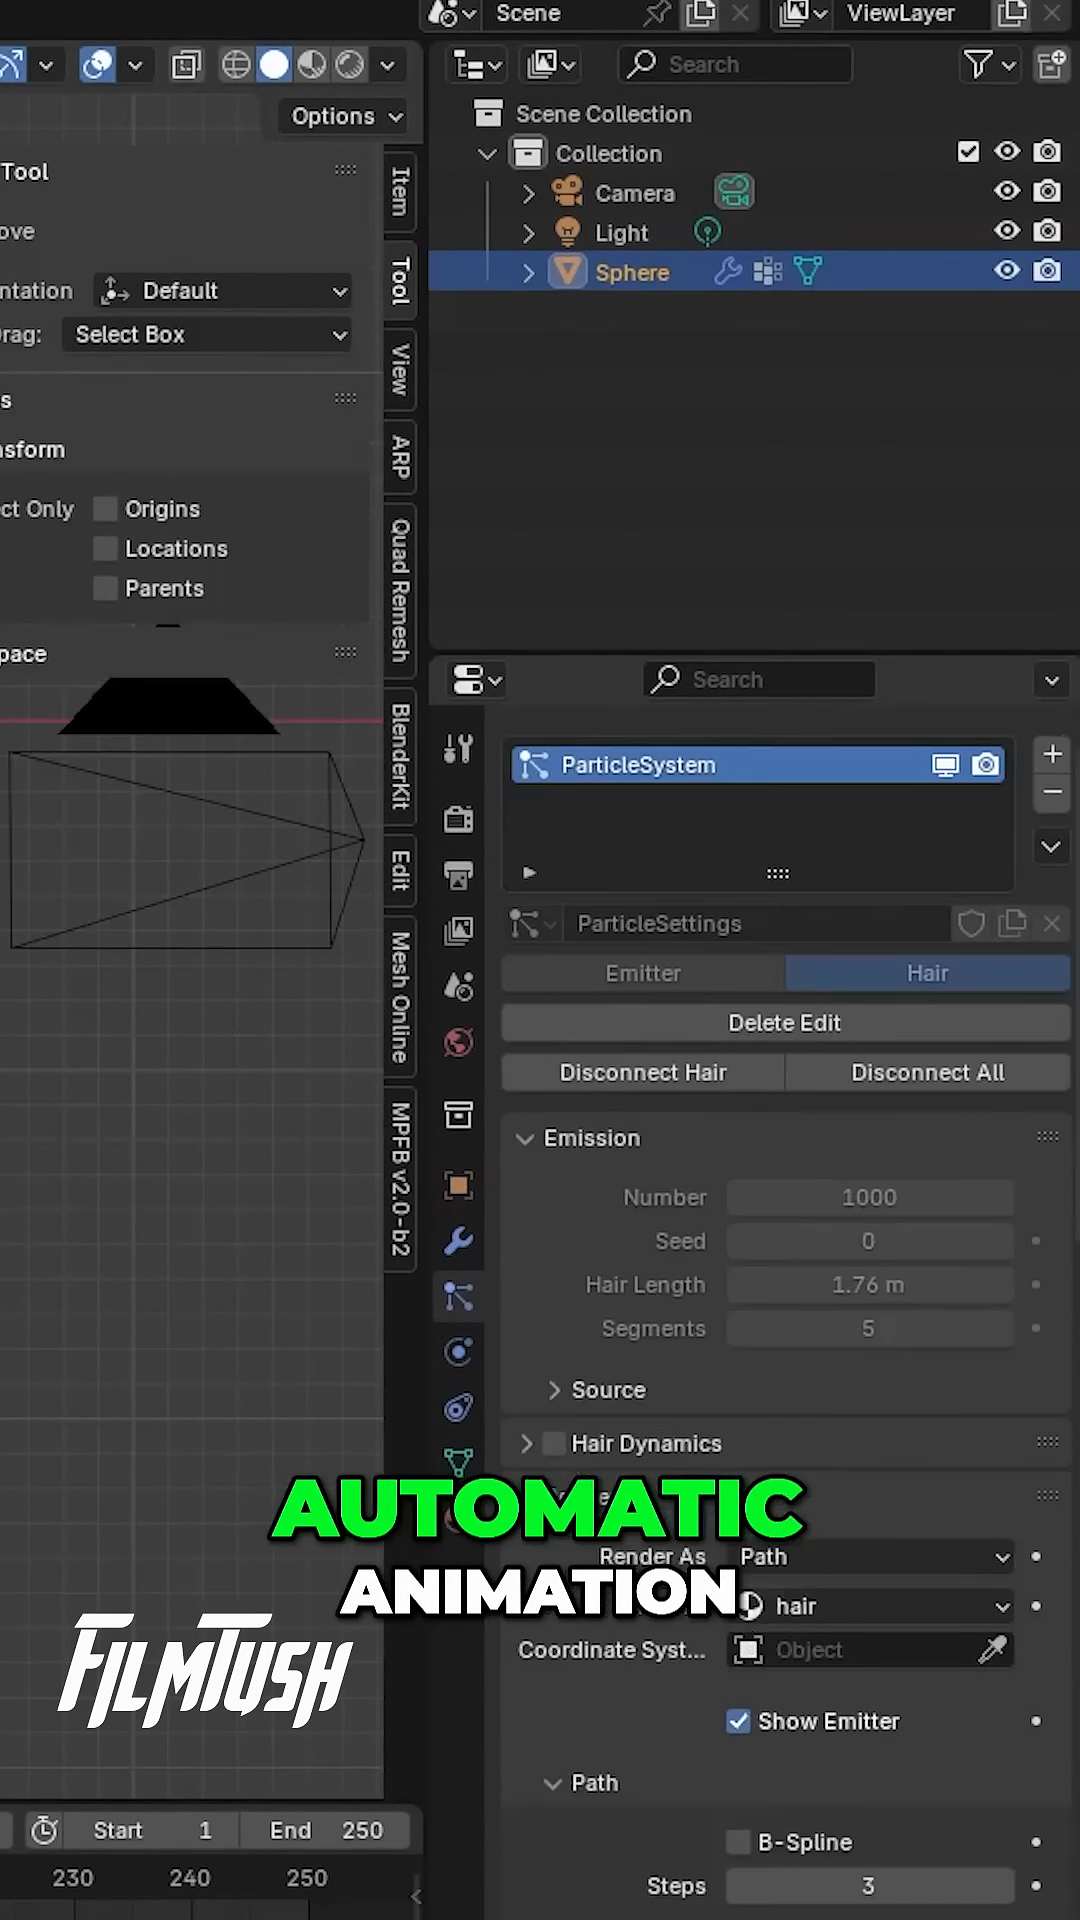 Scene
ViewLayer
Search
Options
Scene Collection
Collection
Camera
Light
Sphere
Tool
ove
ntation
Default
rag:
Select Box
s
nsform
ct Only
Origins
Locations
Parents
pace
Item
Tool
View
ARP
Quad Remesh
BlenderKit
Edit
Mesh Online
MPFB v2.0-b2
Search
ParticleSystem
ParticleSettings
Emitter
Hair
Delete Edit
Disconnect Hair
Disconnect All
Emission
Number
1000
Seed
0
Hair Length
1.76 m
Segments
5
Source
Hair Dynamics
AUTOMATIC
ANIMATION
Render As
Path
hair
Coordinate Syst...
Object
Show Emitter
Path
B-Spline
Steps
3
FILMTUSH
Start
1
End
250
230
240
250